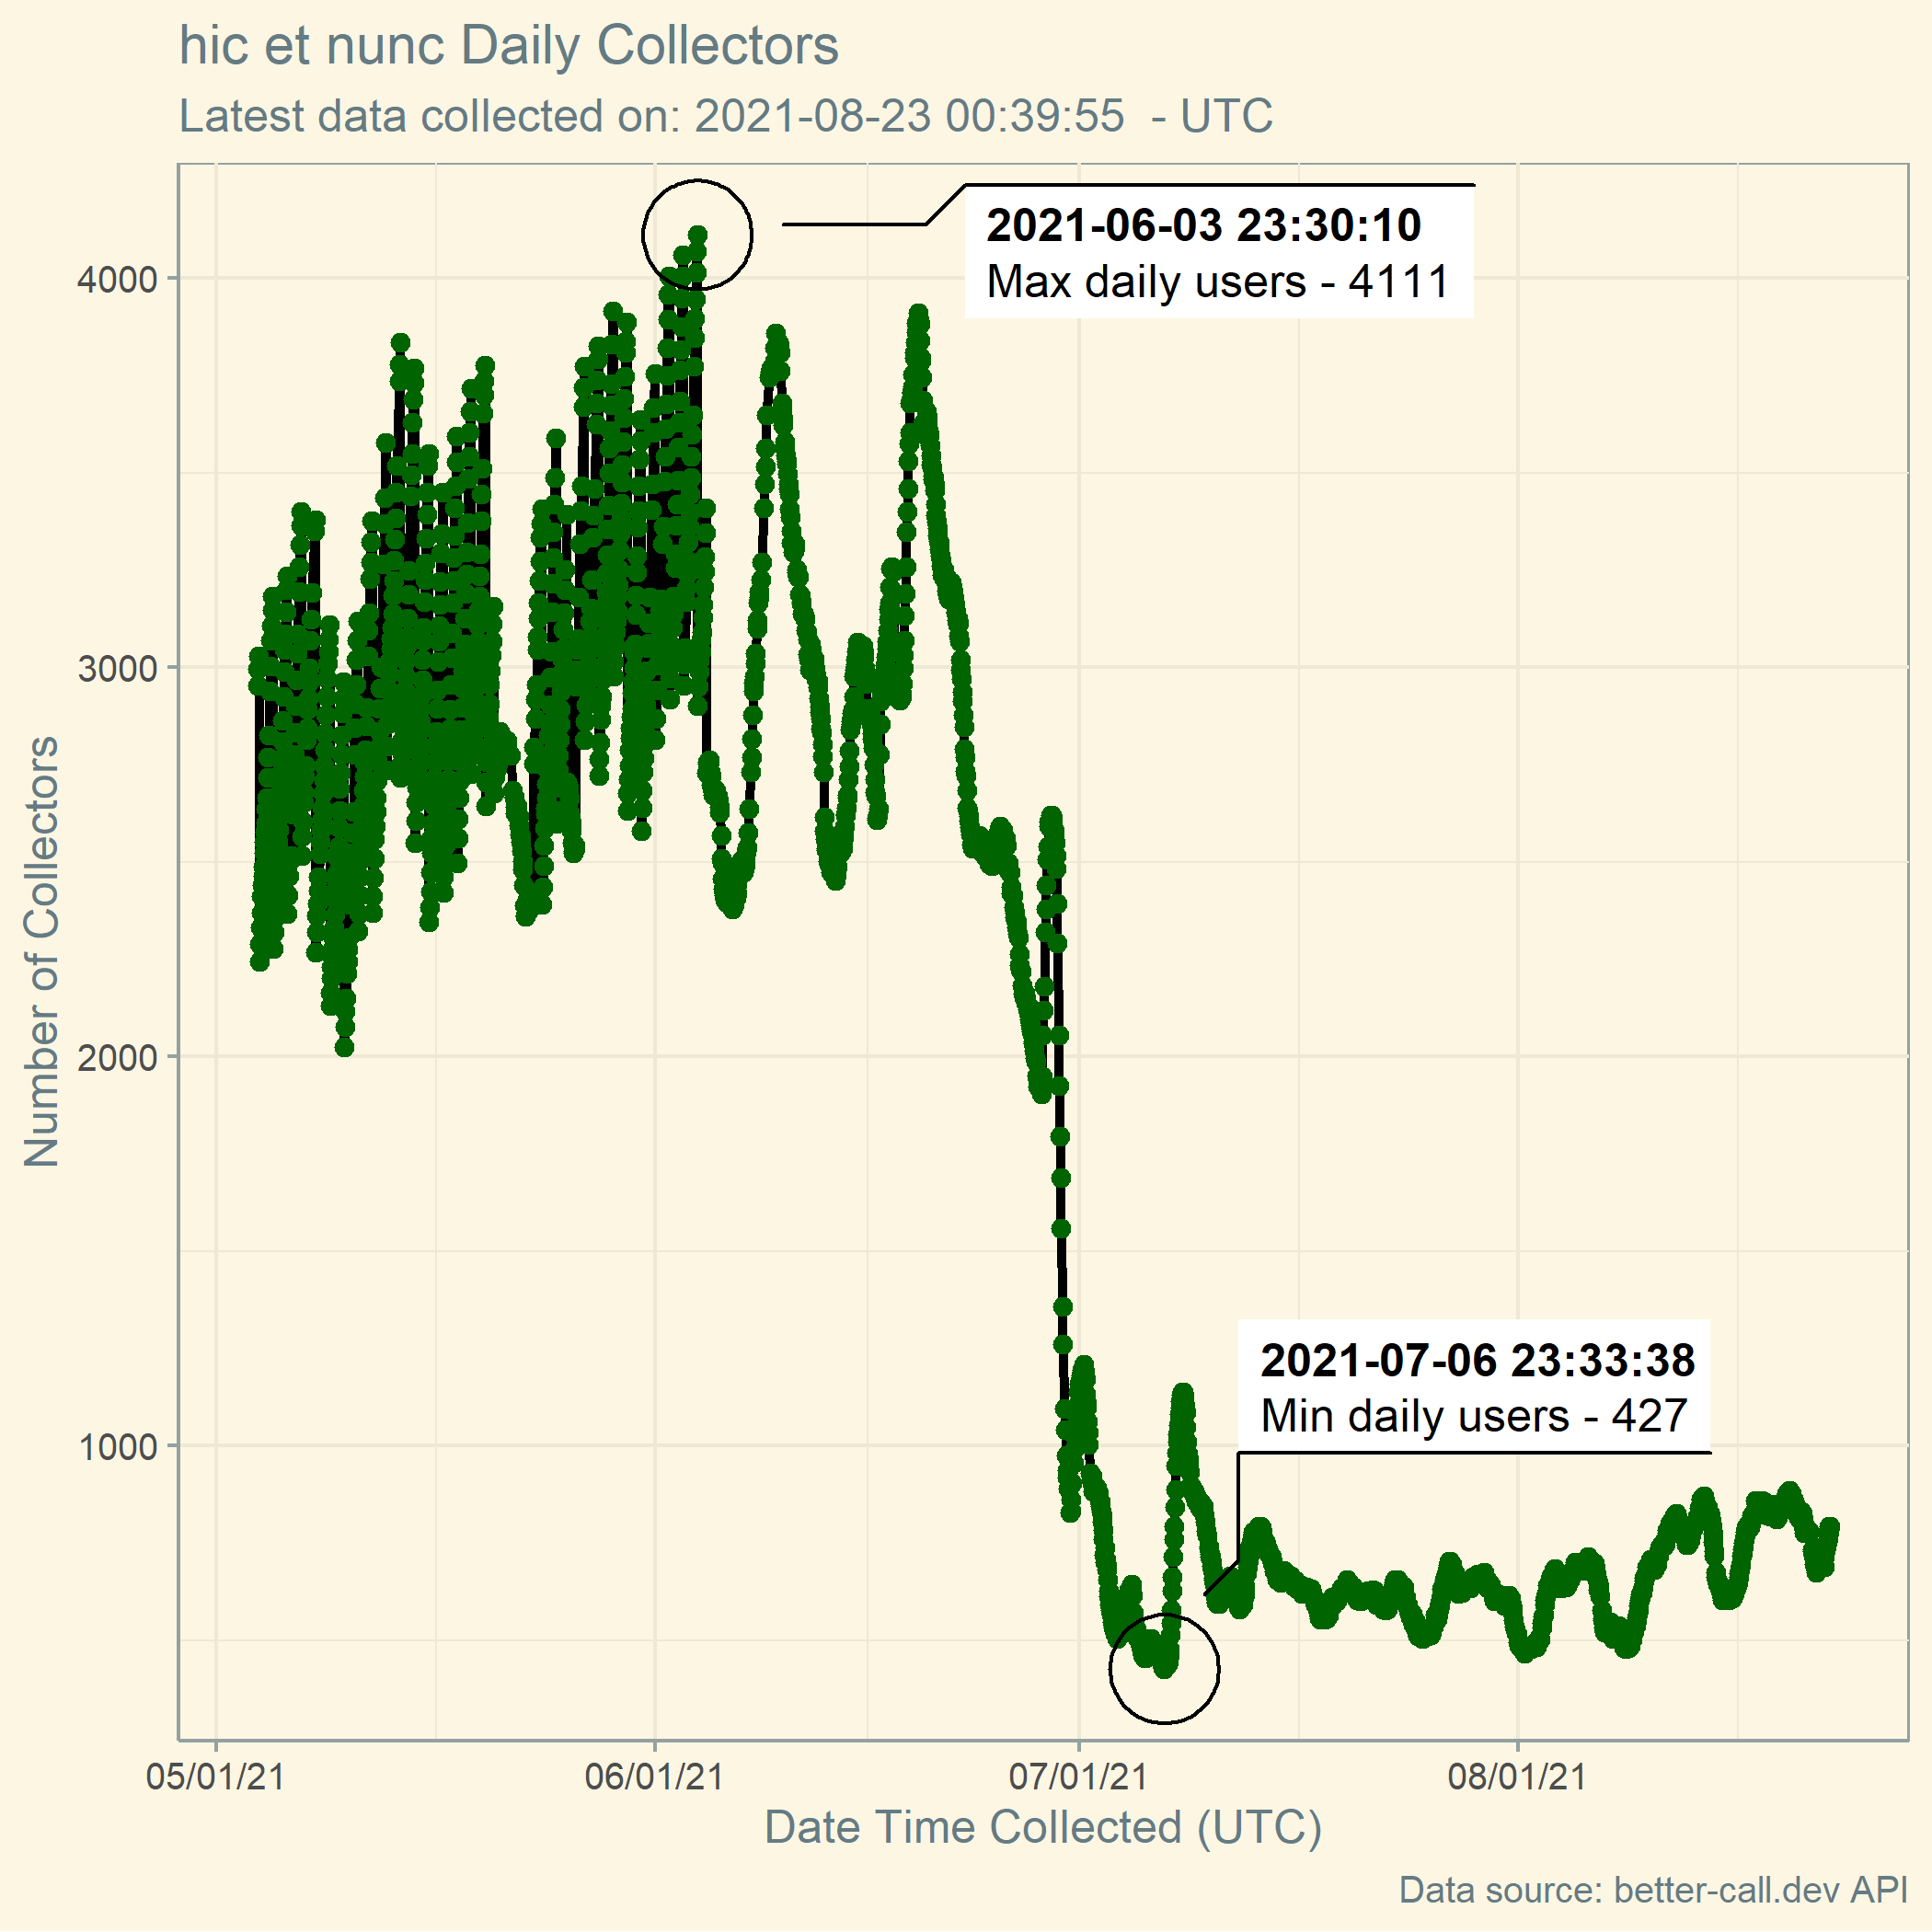 hic et nunc Daily Collectors
Latest data collected on: 2021-08-23 00:39:55  - UTC
2021-06-03 23:30:10
Max daily users - 4111
4000
3000
2000
1000
Number of Collectors
2021-07-06 23:33:38
Min daily users - 427
05/01/21
06/01/21
07/01/21
08/01/21
Date Time Collected (UTC)
Data source: better-call.dev API